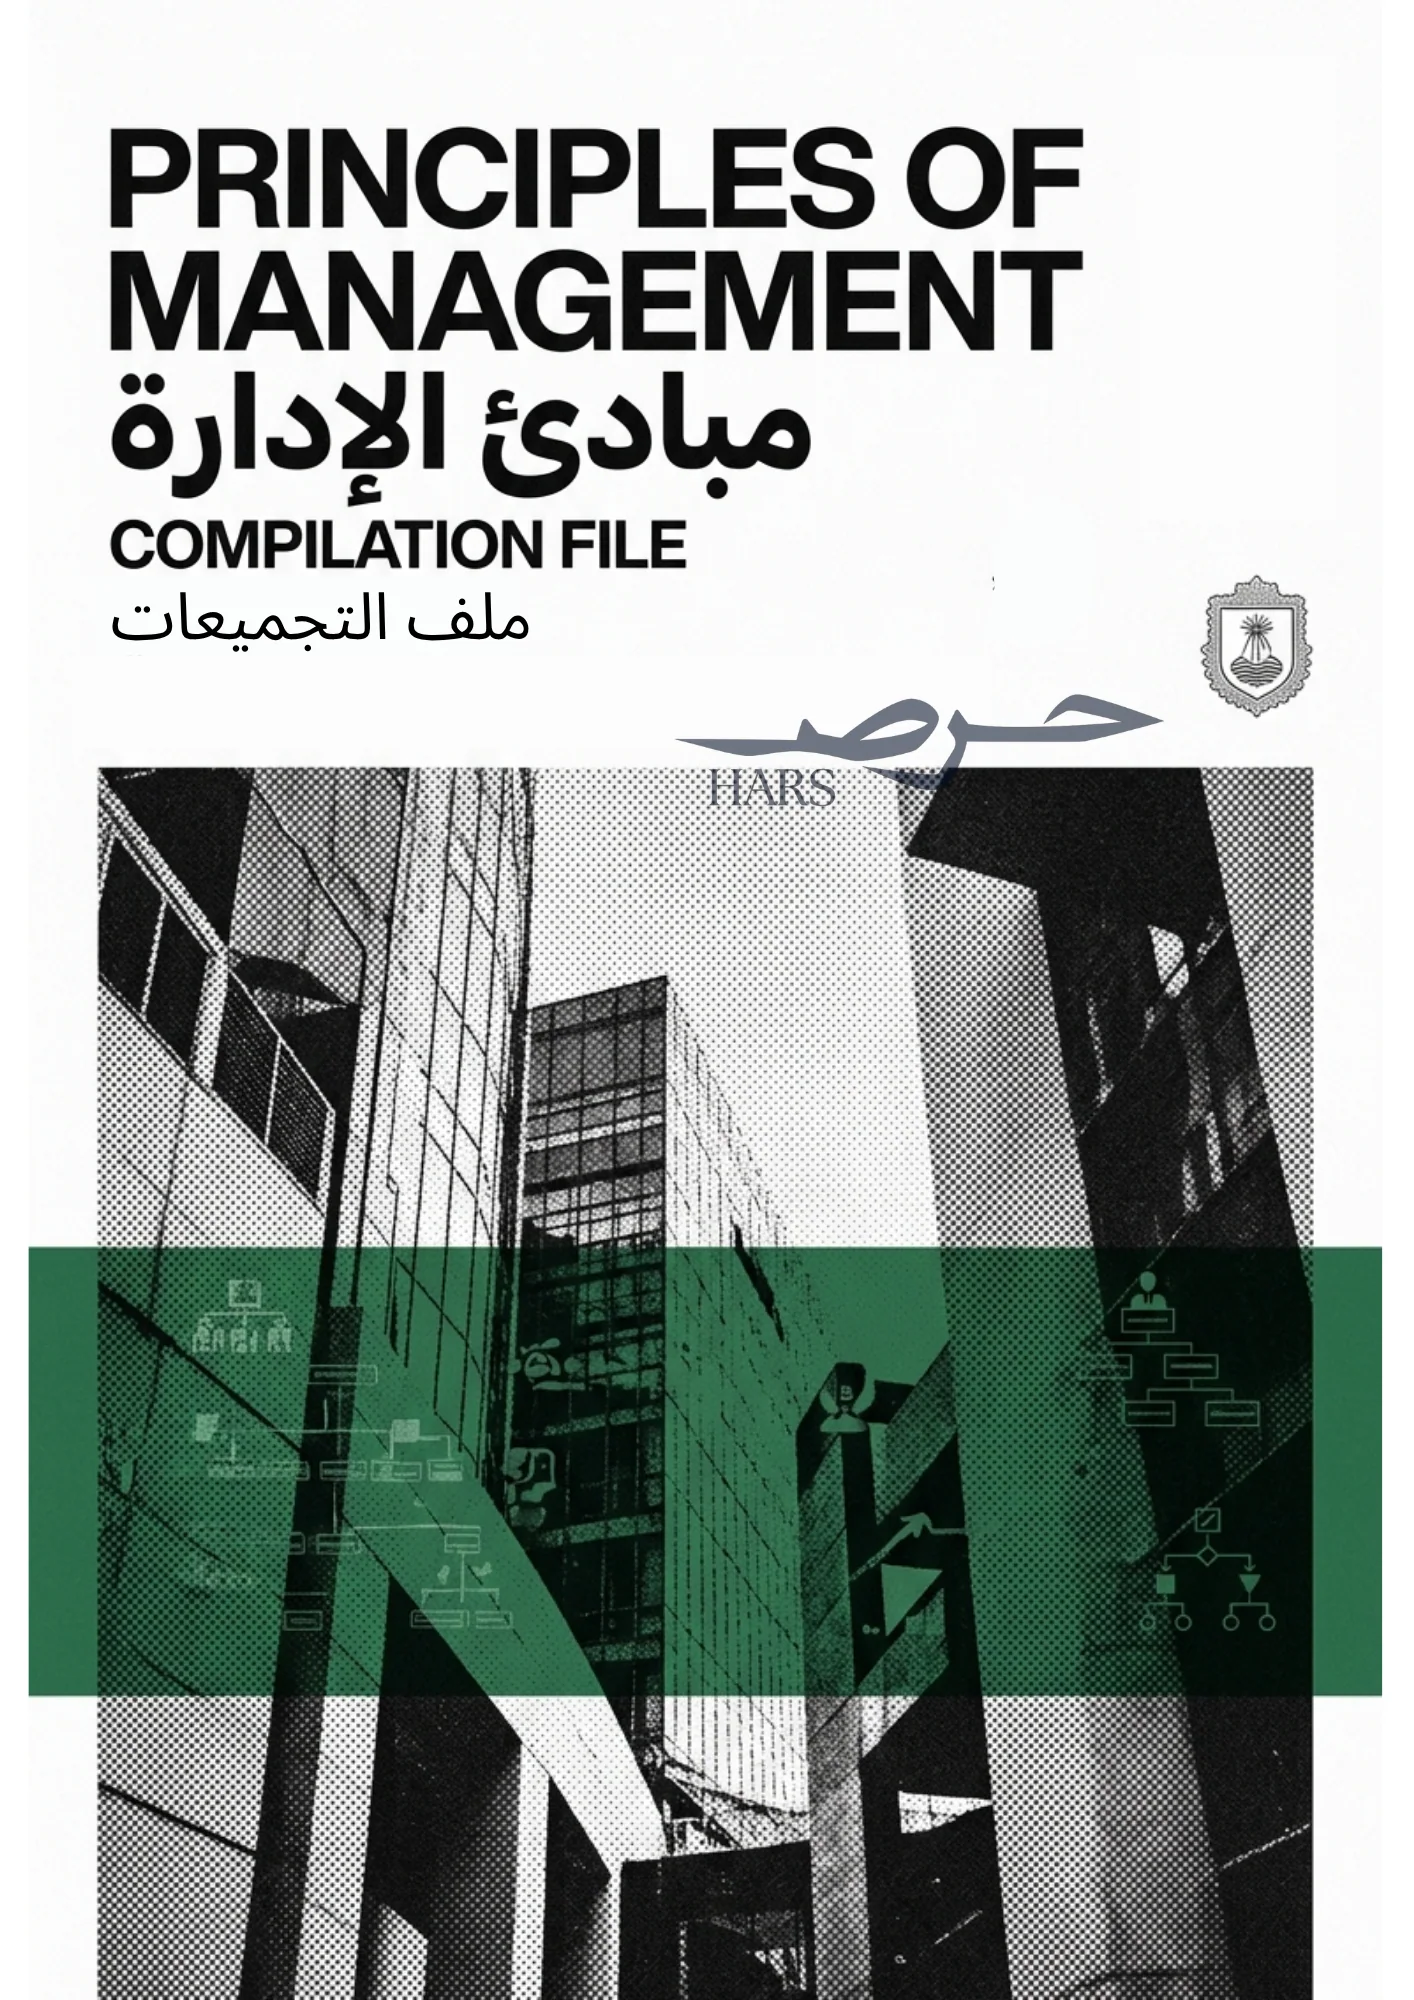 PRINCIPLES OF
MANAGEMENT
مبادئ الإدارة
COMPILATION FILE
ملف التجميعات
حرص
HARS